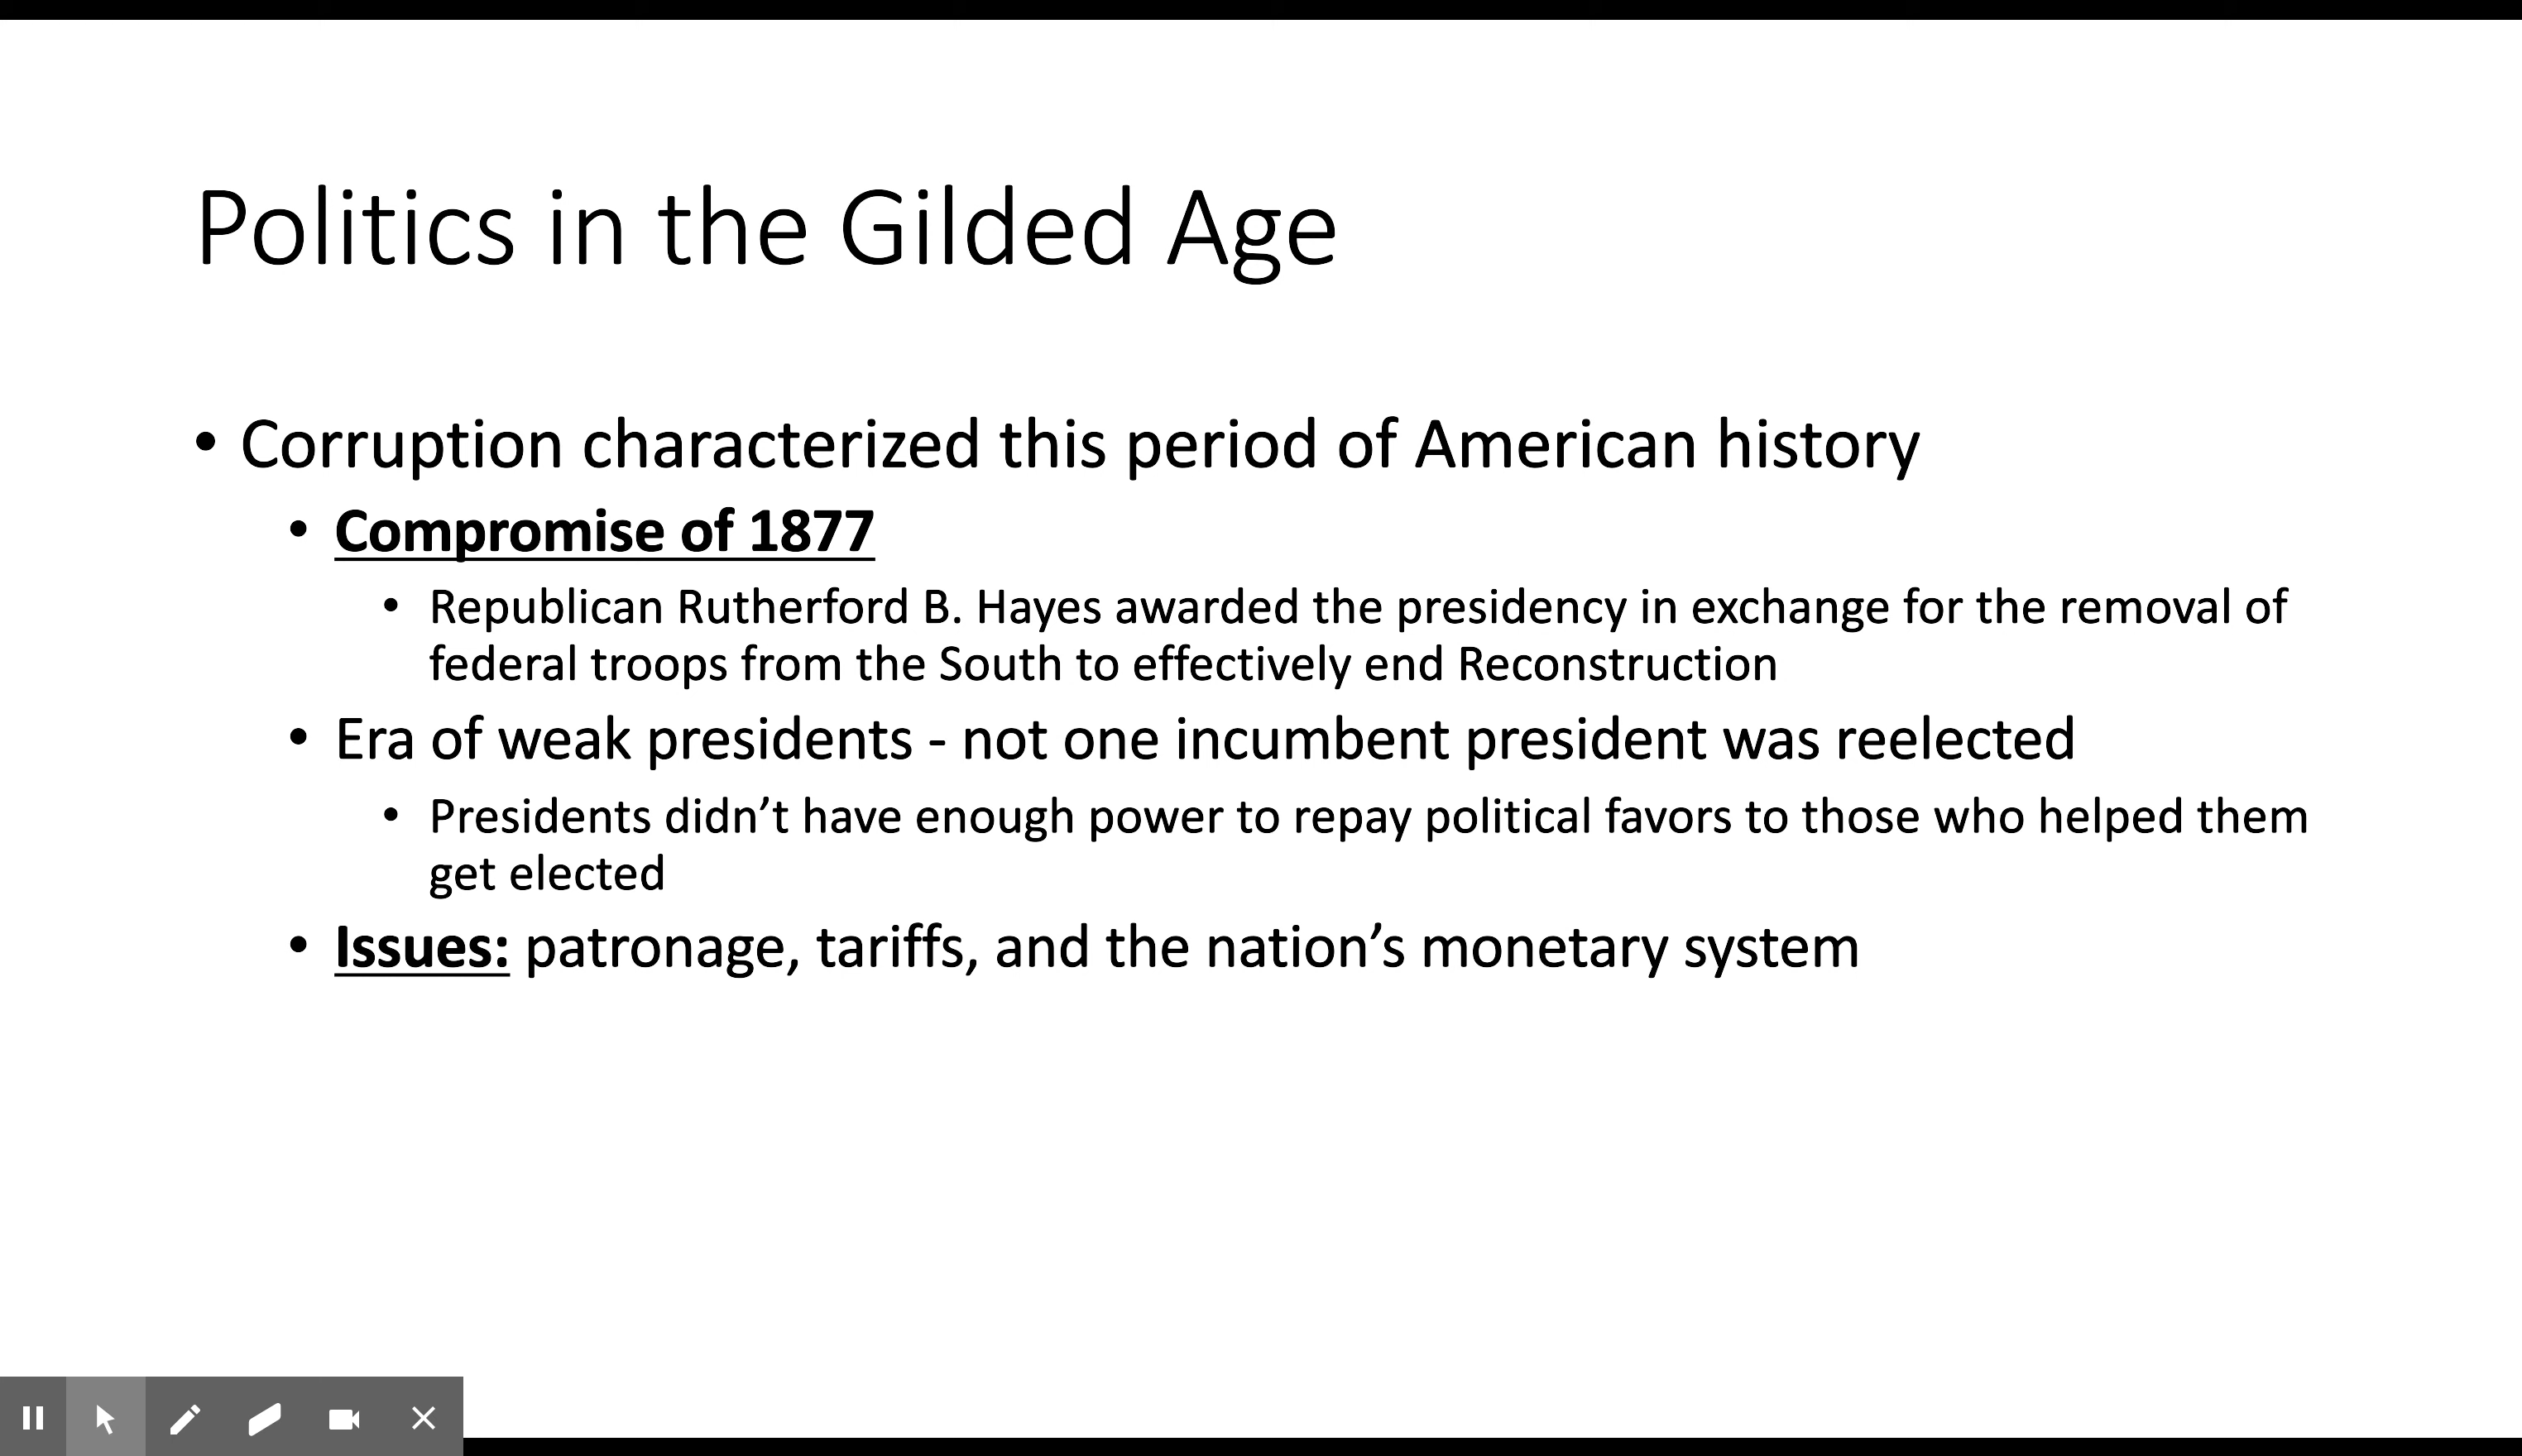 Politics in the Gilded Age
• Corruption characterized this period of American history
• Compromise of 1877
• Republican Rutherford B. Hayes awarded the presidency in exchange for the removal of
federal troops from the South to effectively end Reconstruction
• Era of weak presidents - not one incumbent president was reelected
• Presidents didn’t have enough power to repay political favors to those who helped them
get elected
• Issues: patronage, tariffs, and the nation’s monetary system